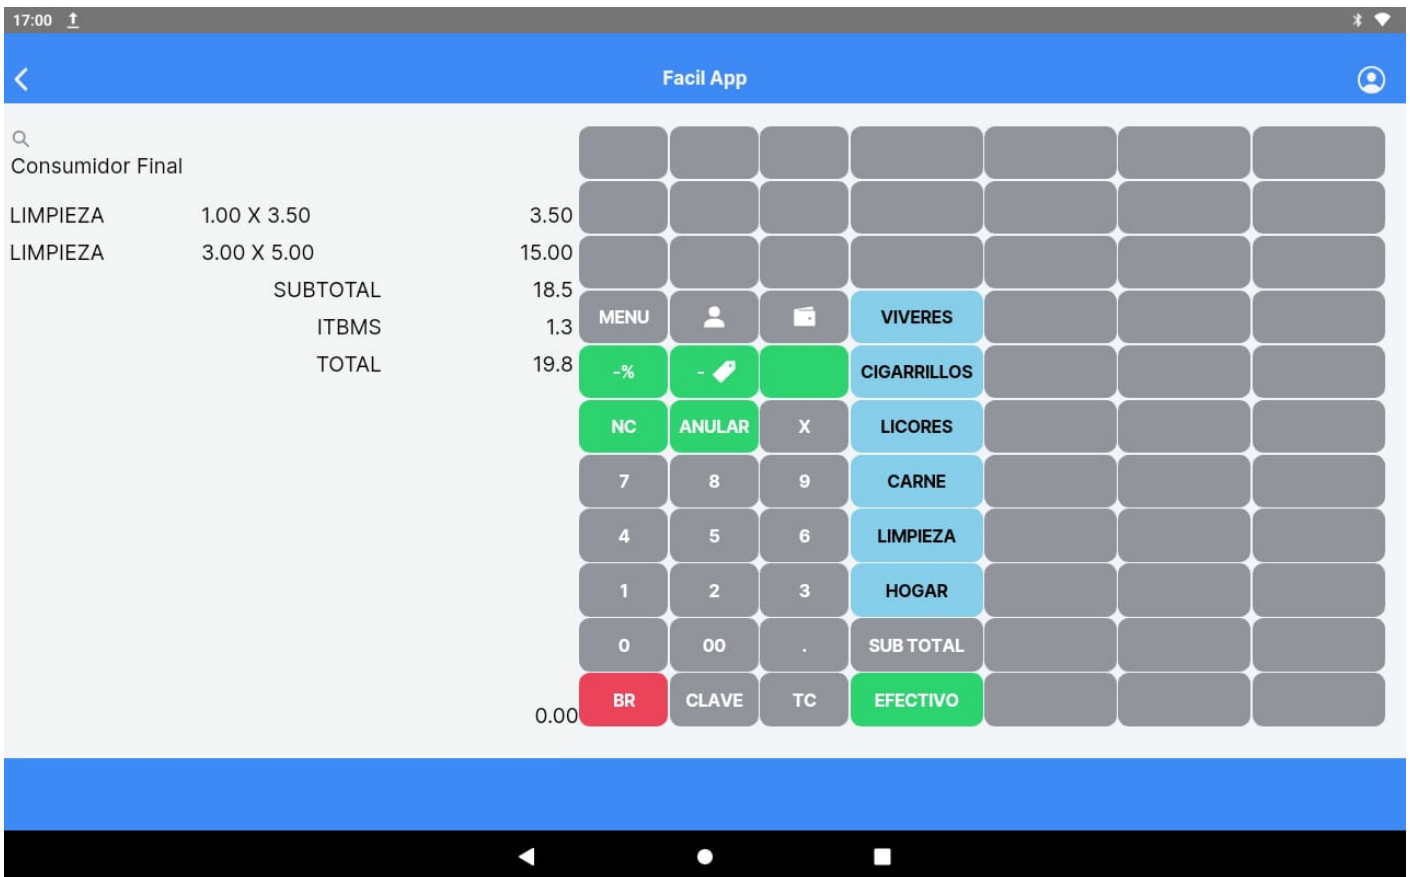 17:00
Facil App
Consumidor Final
LIMPIEZA 1.00 X 3.50 3.50
LIMPIEZA 3.00 X 5.00 15.00
SUBTOTAL 18.5
ITBMS 1.3
TOTAL 19.8
0.00
MENU VIVERES
-% - CIGARRILLOS
NC ANULAR X LICORES
7 8 9 CARNE
4 5 6 LIMPIEZA
1 2 3 HOGAR
0 00 . SUB TOTAL
BR CLAVE TC EFECTIVO